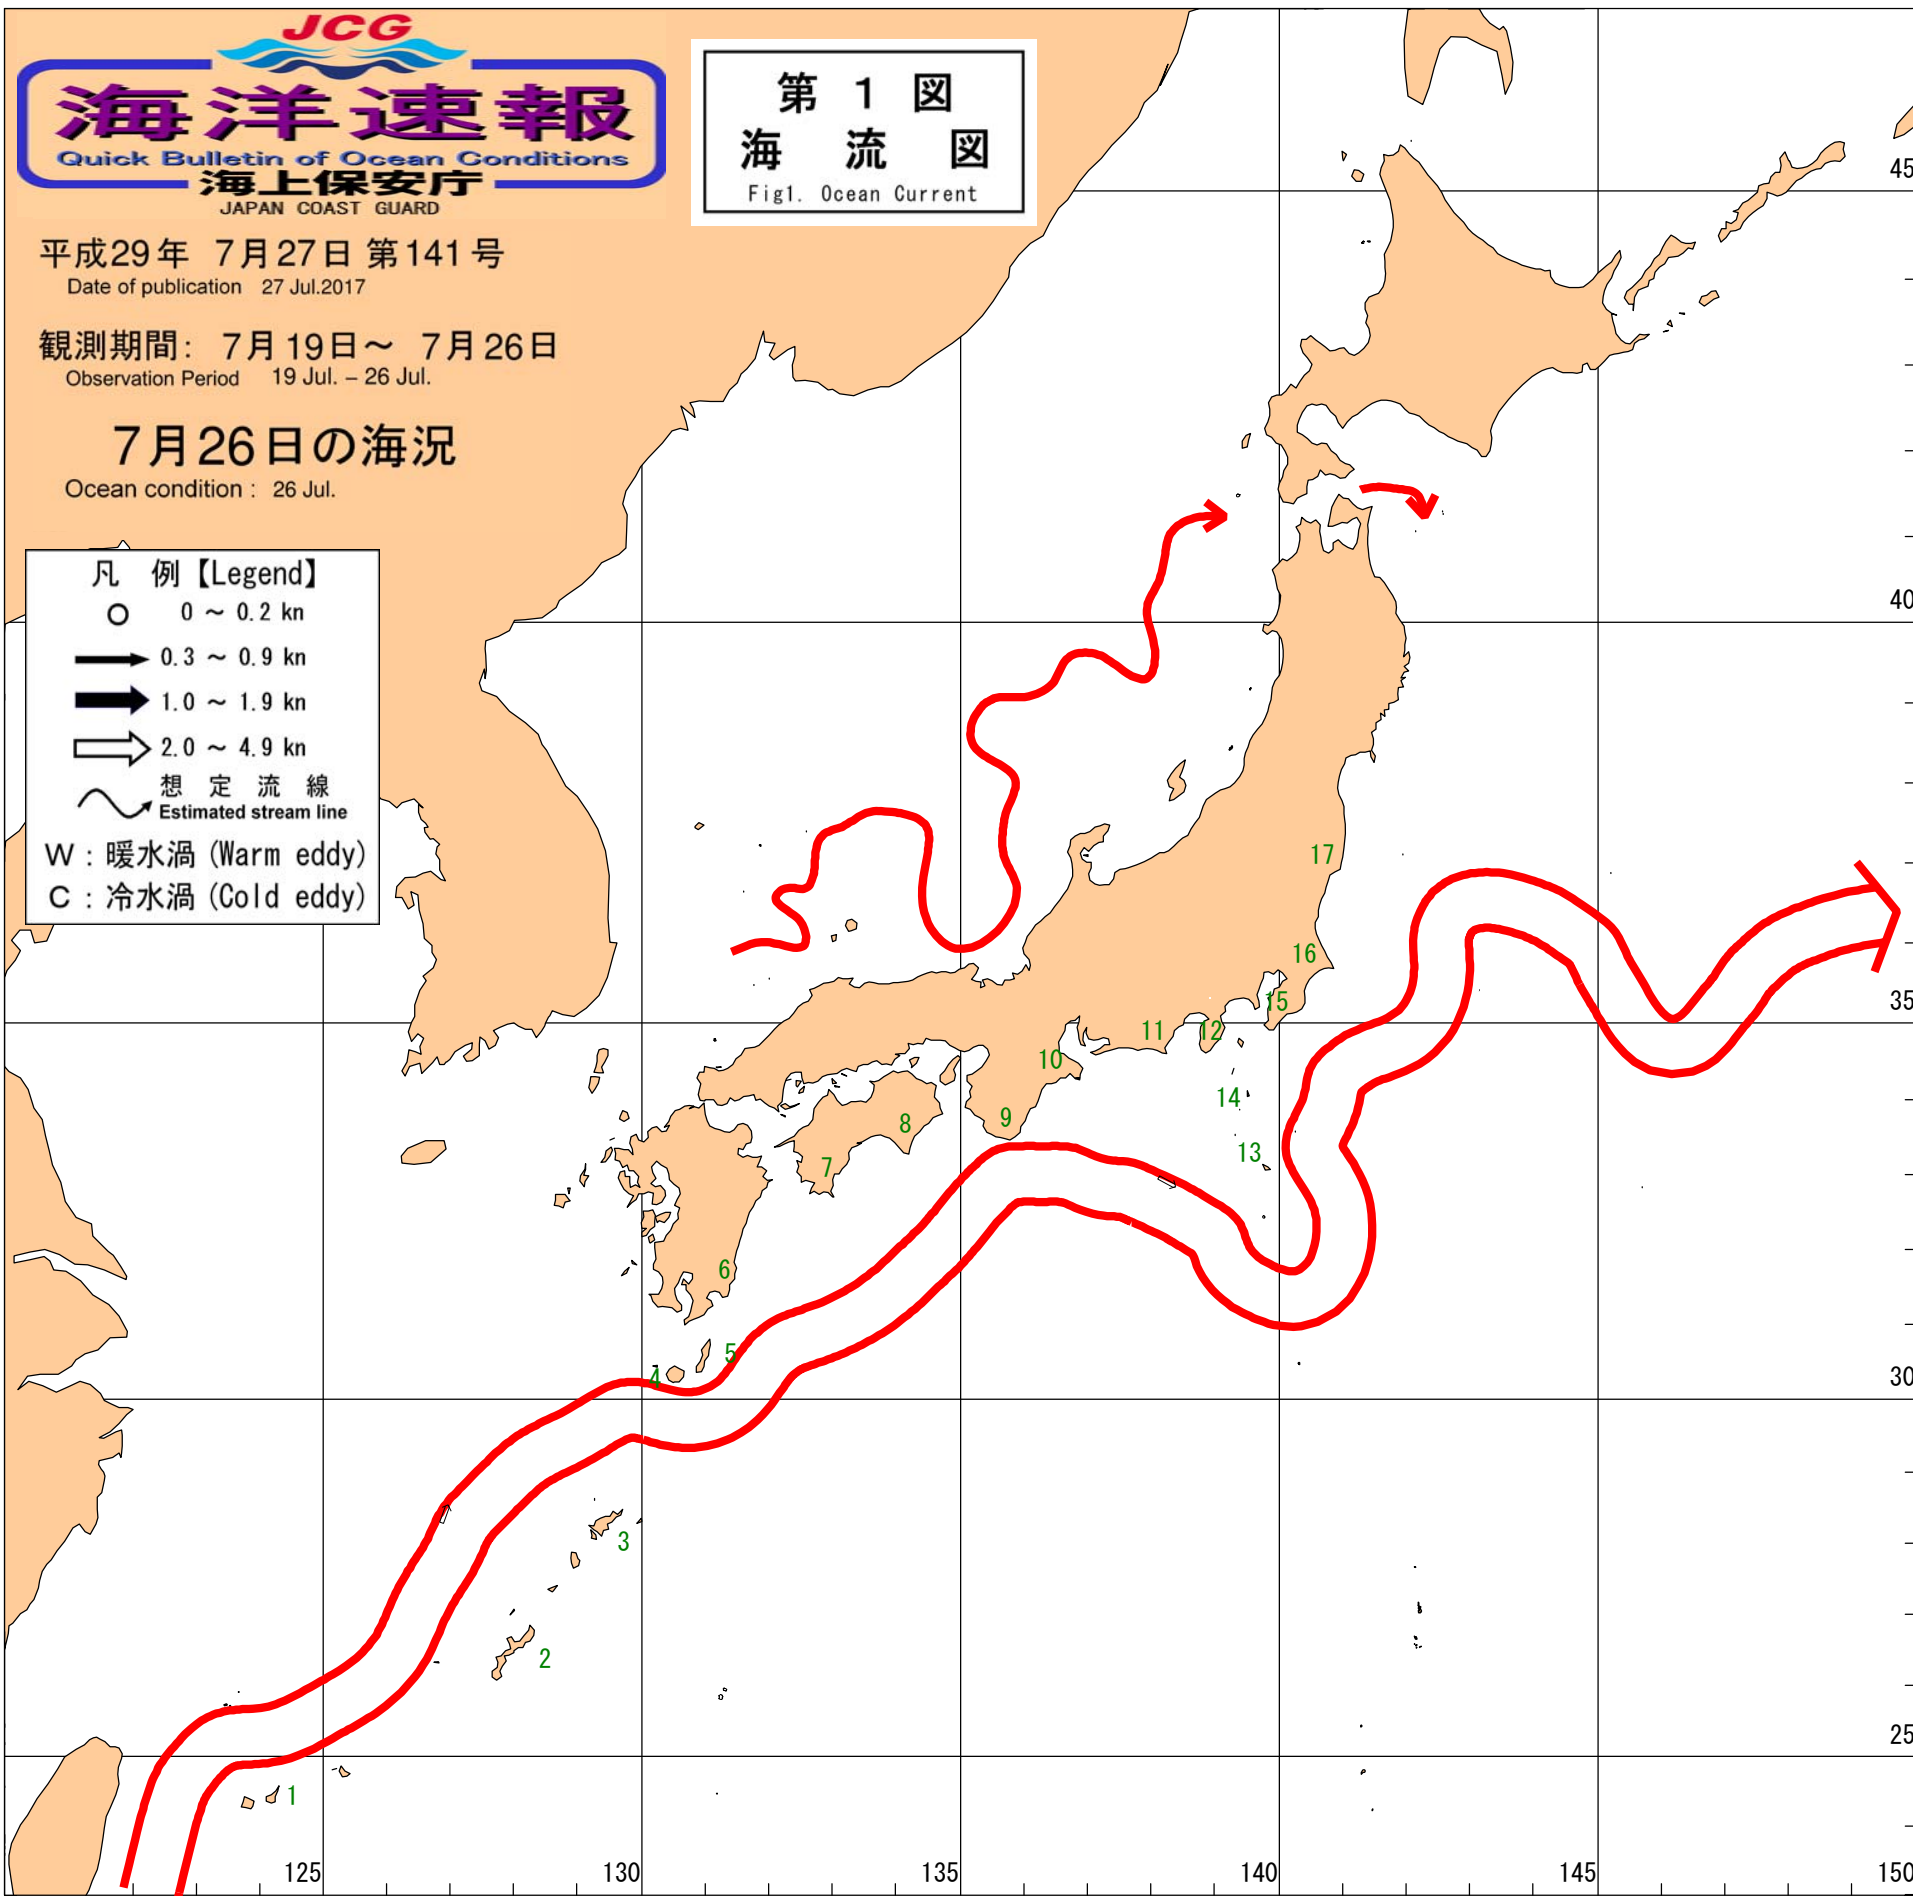 JCG
海洋速報
Quick Bulletin of Ocean Conditions
海上保安庁
JAPAN COAST GUARD
第 1 図
海 流 図
Fig1. Ocean Current
平成29年 7月27日 第141号
Date of publication 27 Jul.2017
観測期間: 7月19日～ 7月26日
Observation Period 19 Jul. – 26 Jul.
7月26日の海況
Ocean condition : 26 Jul.
凡 例【Legend】
0 ～ 0.2 kn
0.3 ～ 0.9 kn
1.0 ～ 1.9 kn
2.0 ～ 4.9 kn
想 定 流 線
Estimated stream line
W : 暖水渦 (Warm eddy)
C : 冷水渦 (Cold eddy)
45
40
17
16
35
15
11
12
10
14
8
9
13
7
6
5
4
30
3
2
25
1
125
130
135
140
145
150